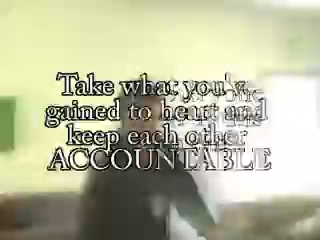 Take what you've
gained to heart and
keep each other
ACCOUNTABLE